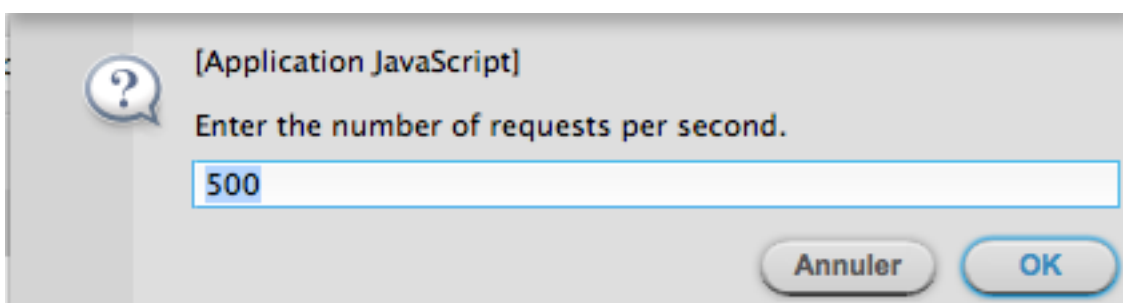 [Application JavaScript]
Enter the number of requests per second.
500
Annuler OK